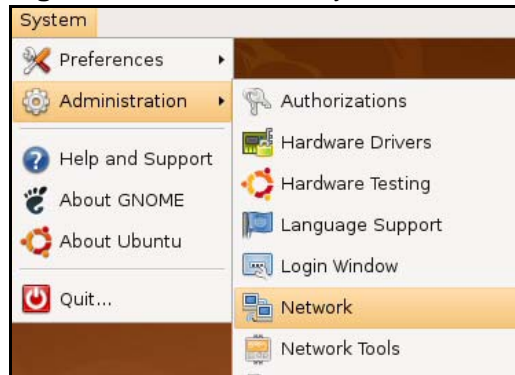 System
Preferences
Administration
Help and Support
About GNOME
About Ubuntu
Quit...
Authorizations
Hardware Drivers
Hardware Testing
Language Support
Login Window
Network
Network Tools